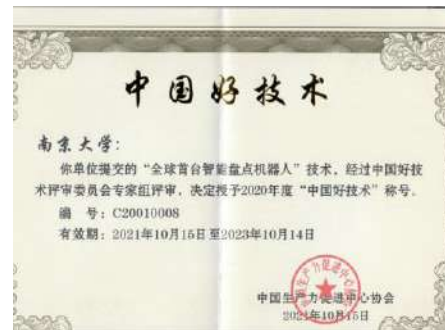 中国好技术
南京大学：
你单位提交的“全球首台智能盘点机器人”技术，经过中国好技
术评审委员会专家组评审，决定授予2020年度“中国好技术”称号。
编 号：C20010008
有效期：2021年10月15日至2023年10月14日
中国生产力促进中心协会
2021年10月15日